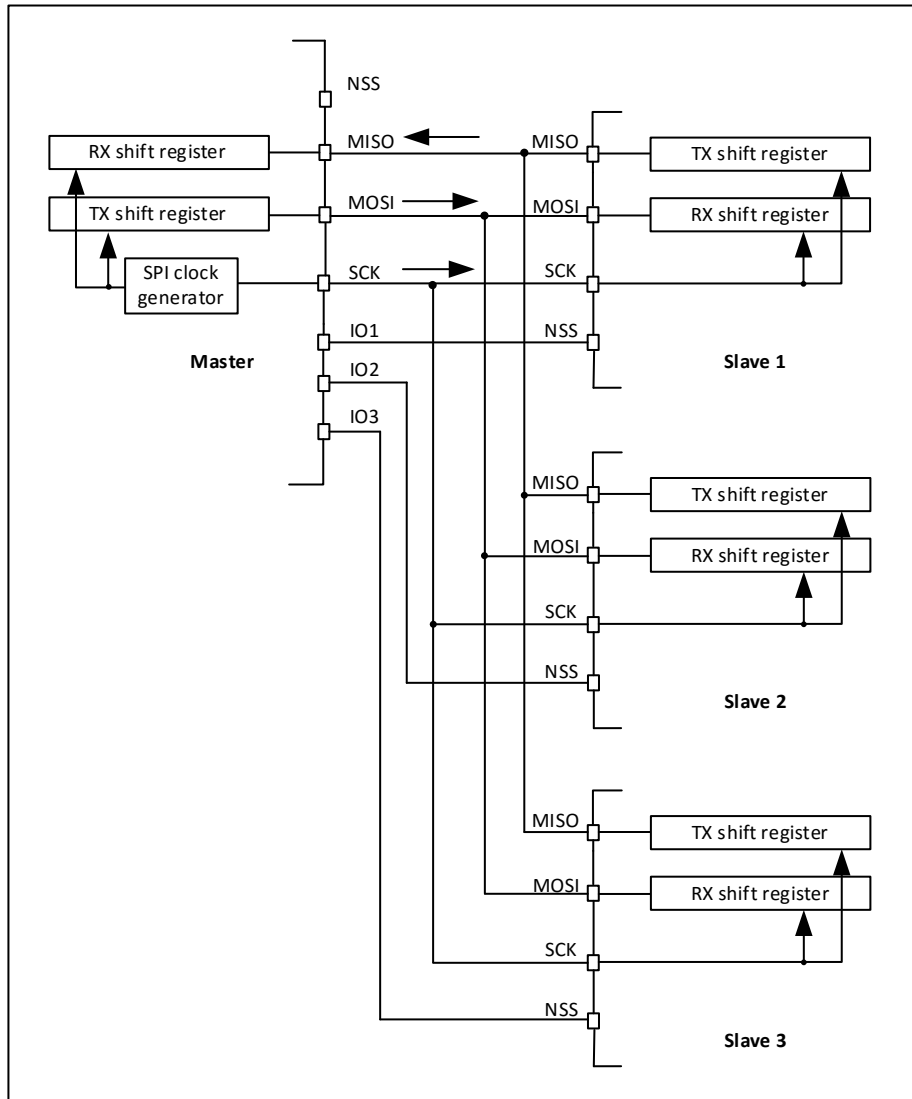 NSS
MISO
MISO
RX shift register
TX shift register
MOSI
MOSI
TX shift register
RX shift register
SCK
SCK
SPI clock
generator
IO1
NSS
Master
Slave 1
IO2
IO3
MISO
TX shift register
MOSI
RX shift register
SCK
NSS
Slave 2
MISO
TX shift register
MOSI
RX shift register
SCK
NSS
Slave 3